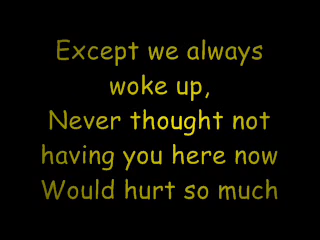 Except we always
woke up,
Never thought not
having you here now
Would hurt so much